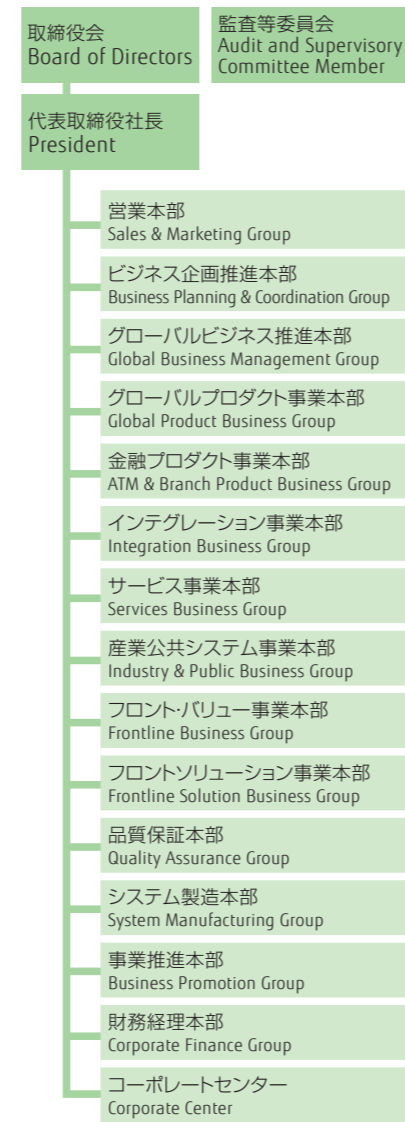 取締役会
Board of Directors
監査等委員会
Audit and Supervisory
Committee Member
代表取締役社長
President
営業本部
Sales & Marketing Group
ビジネス企画推進本部
Business Planning & Coordination Group
グローバルビジネス推進本部
Global Business Management Group
グローバルプロダクト事業本部
Global Product Business Group
金融プロダクト事業本部
ATM & Branch Product Business Group
インテグレーション事業本部
Integration Business Group
サービス事業本部
Services Business Group
産業公共システム事業本部
Industry & Public Business Group
フロント・バリュー事業本部
Frontline Business Group
フロントソリューション事業本部
Frontline Solution Business Group
品質保証本部
Quality Assurance Group
システム製造本部
System Manufacturing Group
事業推進本部
Business Promotion Group
財務経理本部
Corporate Finance Group
コーポレートセンター
Corporate Center